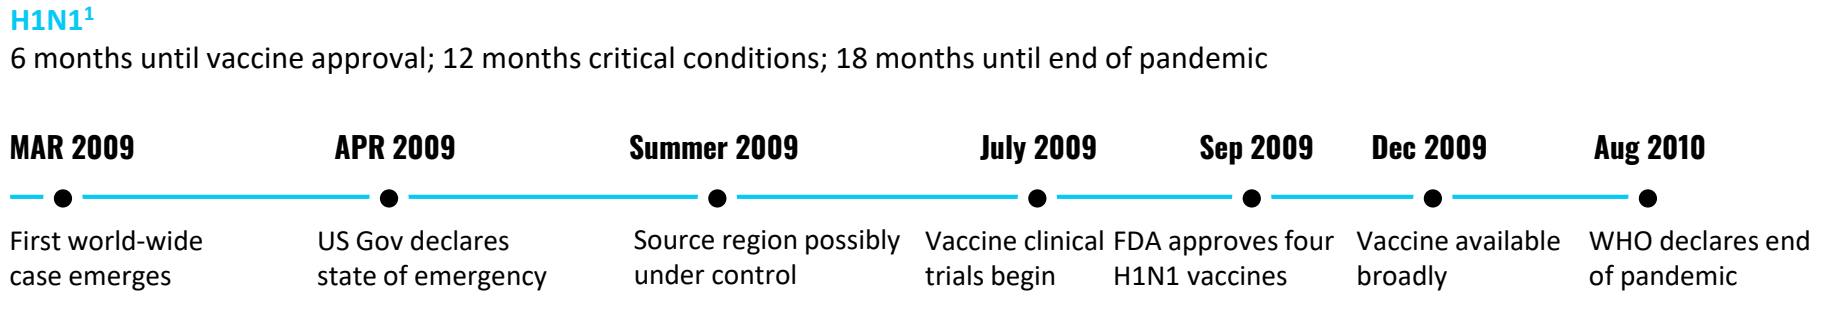 H1N1¹
6 months until vaccine approval; 12 months critical conditions; 18 months until end of pandemic
MAR 2009
First world-wide
case emerges
APR 2009
US Gov declares
state of emergency
Summer 2009
Source region possibly
under control
July 2009
Vaccine clinical
trials begin
Sep 2009
FDA approves four
H1N1 vaccines
Dec 2009
Vaccine available
broadly
Aug 2010
WHO declares end
of pandemic